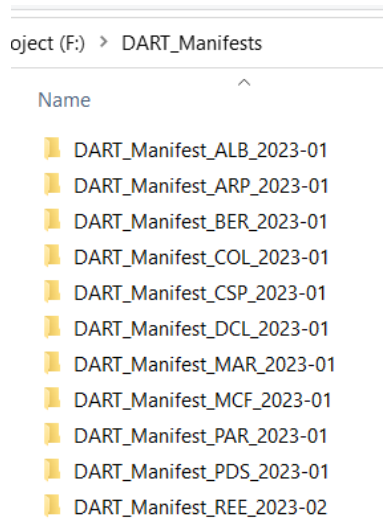 oject (F:) > DART_Manifests
Name
DART_Manifest_ALB_2023-01
DART_Manifest_ARP_2023-01
DART_Manifest_BER_2023-01
DART_Manifest_COL_2023-01
DART_Manifest_CSP_2023-01
DART_Manifest_DCL_2023-01
DART_Manifest_MAR_2023-01
DART_Manifest_MCF_2023-01
DART_Manifest_PAR_2023-01
DART_Manifest_PDS_2023-01
DART_Manifest_REE_2023-02